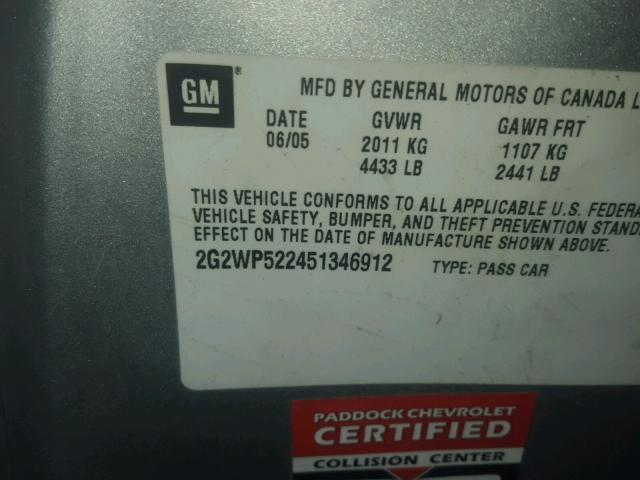 GM®
MFD BY GENERAL MOTORS OF CANADA L
DATE GVWR GAWR FRT
06/05 2011 KG 1107 KG
4433 LB 2441 LB
THIS VEHICLE CONFORMS TO ALL APPLICABLE U.S. FEDERA
VEHICLE SAFETY, BUMPER, AND THEFT PREVENTION STAND
EFFECT ON THE DATE OF MANUFACTURE SHOWN ABOVE.
2G2WP522451346912 TYPE: PASS CAR
PADDOCK CHEVROLET
CERTIFIED
COLLISION CENTER